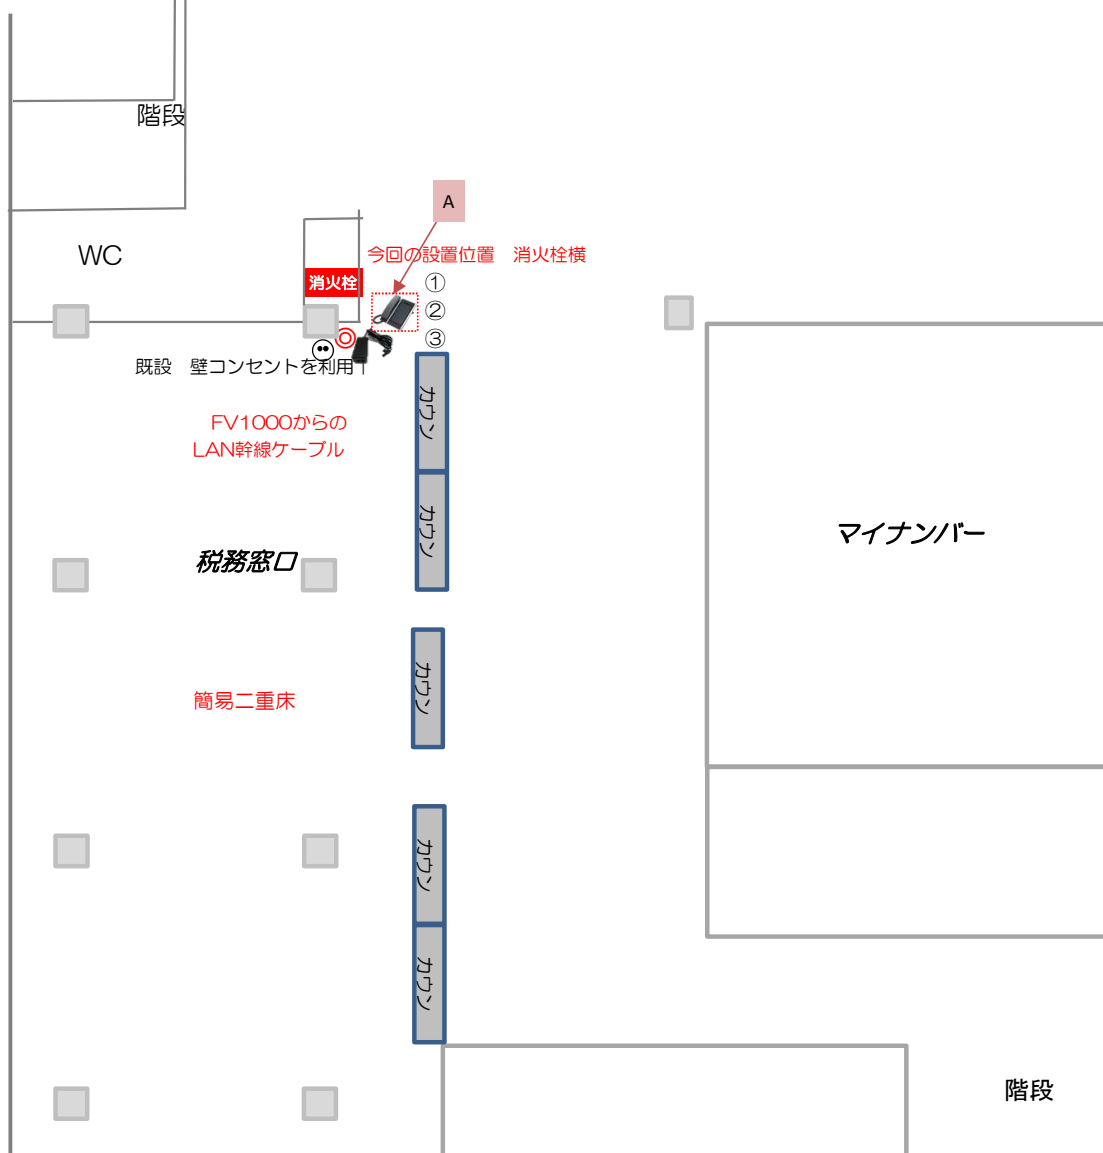 階段
A
WC
今回の設置位置　消火栓横
消火栓
①
②
③
既設　壁コンセントを利用
カウン
FV1000からの
LAN幹線ケーブル
カウン
マイナンバー
税務窓口
カウン
簡易二重床
カウン
カウン
階段